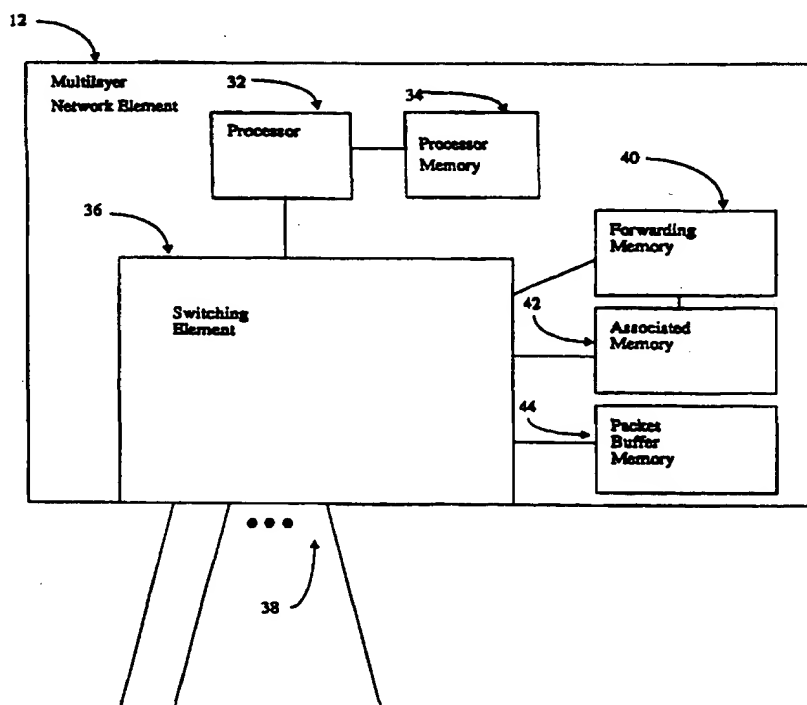 12
Multilayer
Network Element
32
34
Processor
Processor
Memory
40
36
Forwarding
Memory
Switching
Element
42
Associated
Memory
44
Packet
Buffer
Memory
38